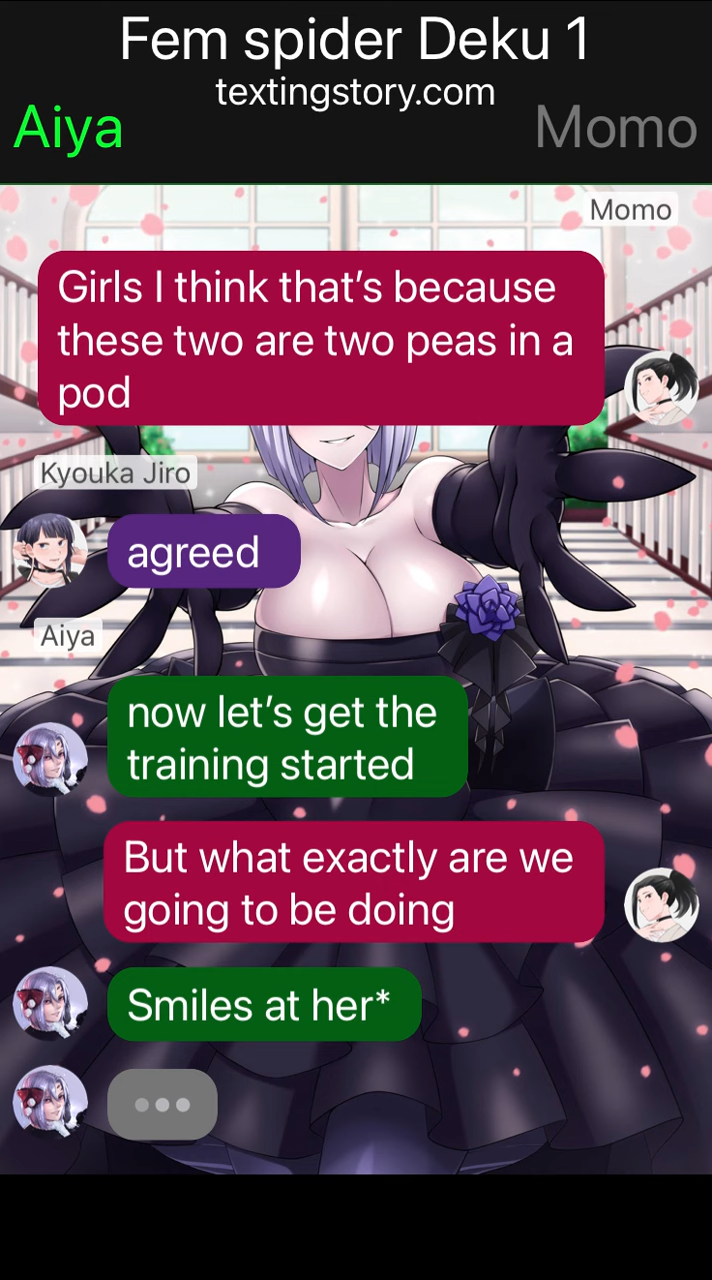 Fem spider Deku 1
textingstory.com
Aiya
Momo
Momo
Girls I think that’s because
these two are two peas in a
pod
Kyouka Jiro
agreed
Aiya
now let’s get the
training started
But what exactly are we
going to be doing
Smiles at her*